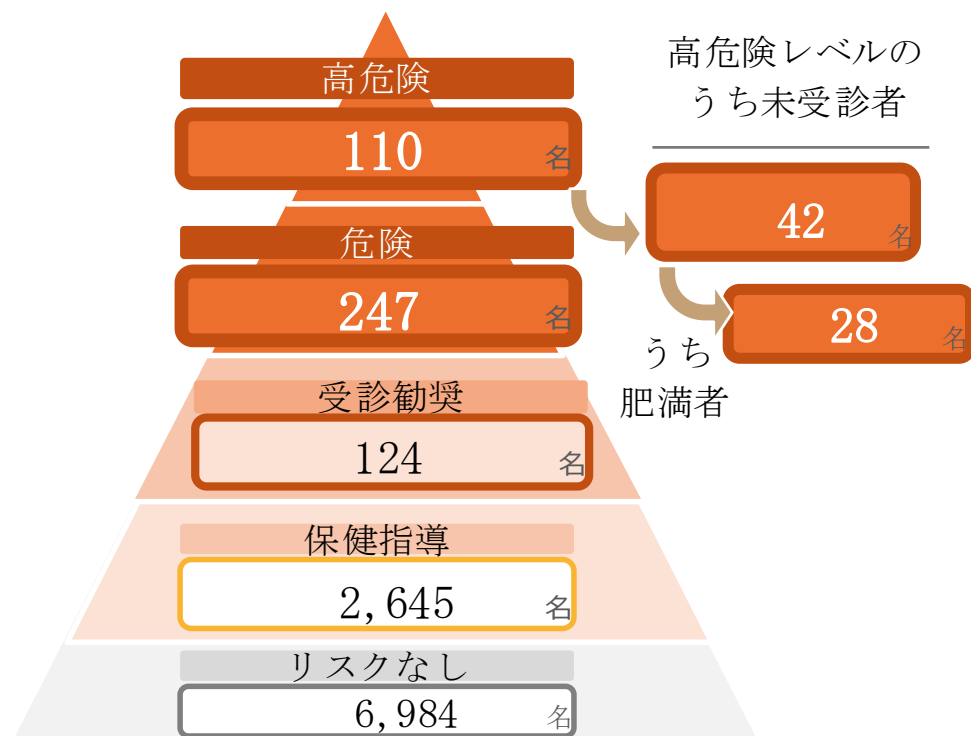 高危険
110 名
危険
247 名
受診勧奨
124 名
保健指導
2,645 名
リスクなし
6,984 名
高危険レベルの
うち未受診者
42 名
28 名
うち
肥満者